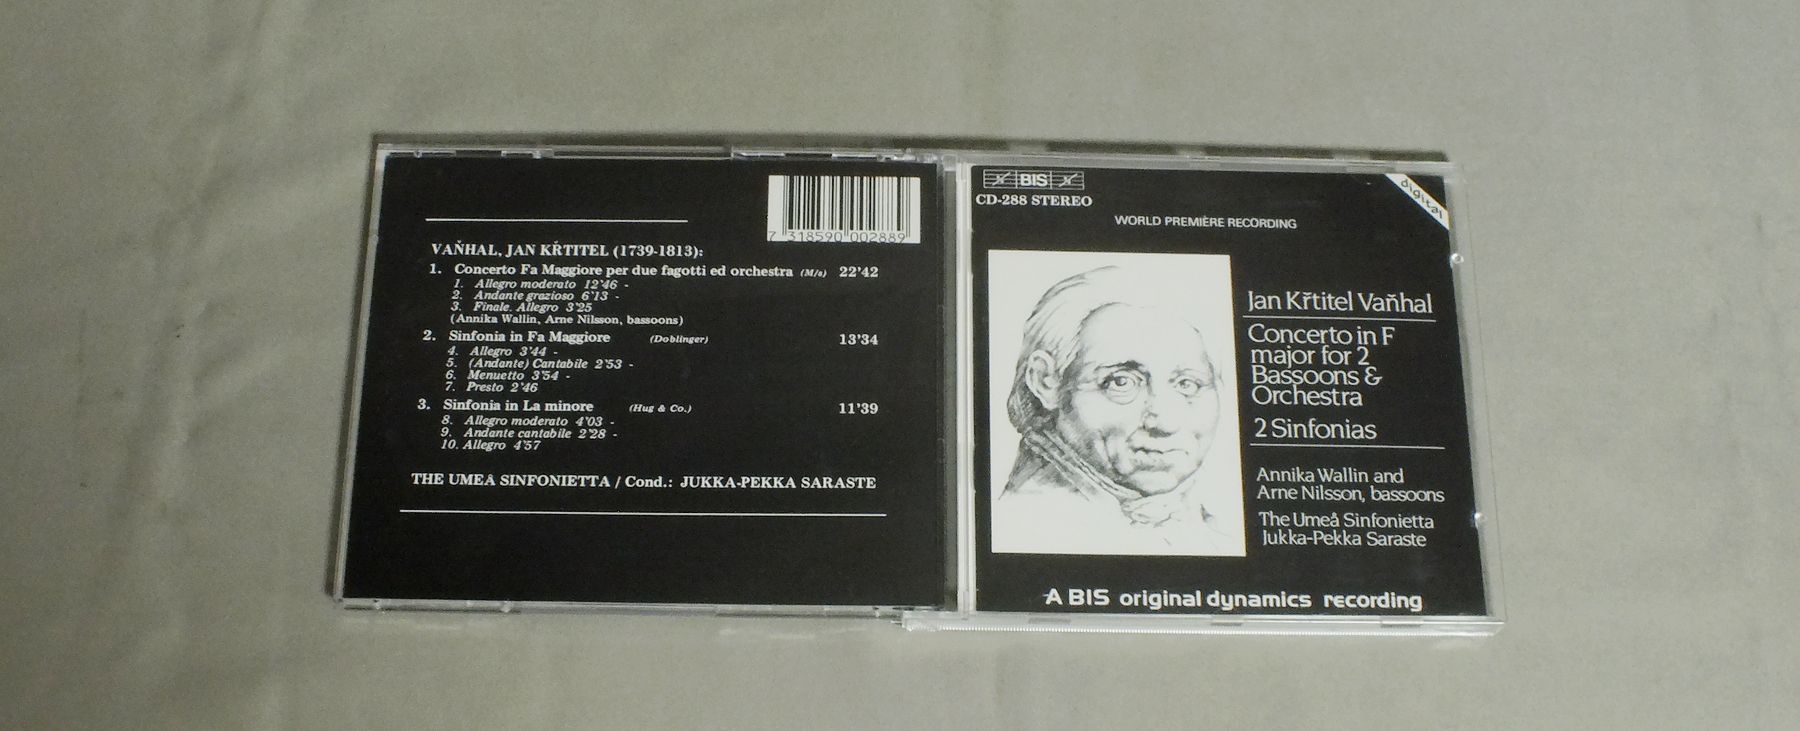 7 318590 002889
VAŇHAL, JAN KŘTITEL (1739-1813):
1. Concerto Fa Maggiore per due fagotti ed orchestra (M/s) 22'42
1. Allegro moderato 12'46 -
2. Andante grazioso 6'13 -
3. Finale. Allegro 3'25
(Annika Wallin, Arne Nilsson, bassoons)
2. Sinfonia in Fa Maggiore (Doblinger) 13'34
4. Allegro 3'44 -
5. (Andante) Cantabile 2'53 -
6. Menuetto 3'54 -
7. Presto 2'46
3. Sinfonia in La minore (Hug & Co.) 11'39
8. Allegro moderato 4'03 -
9. Andante cantabile 2'28 -
10. Allegro 4'57
THE UMEÅ SINFONIETTA / Cond.: JUKKA-PEKKA SARASTE
BIS
CD-288 STEREO
digital
WORLD PREMIÈRE RECORDING
Jan Křtitel Vaňhal
Concerto in F
major for 2
Bassoons &
Orchestra
2 Sinfonias
Annika Wallin and
Arne Nilsson, bassoons
The Umeå Sinfonietta
Jukka-Pekka Saraste
A BIS original dynamics recording